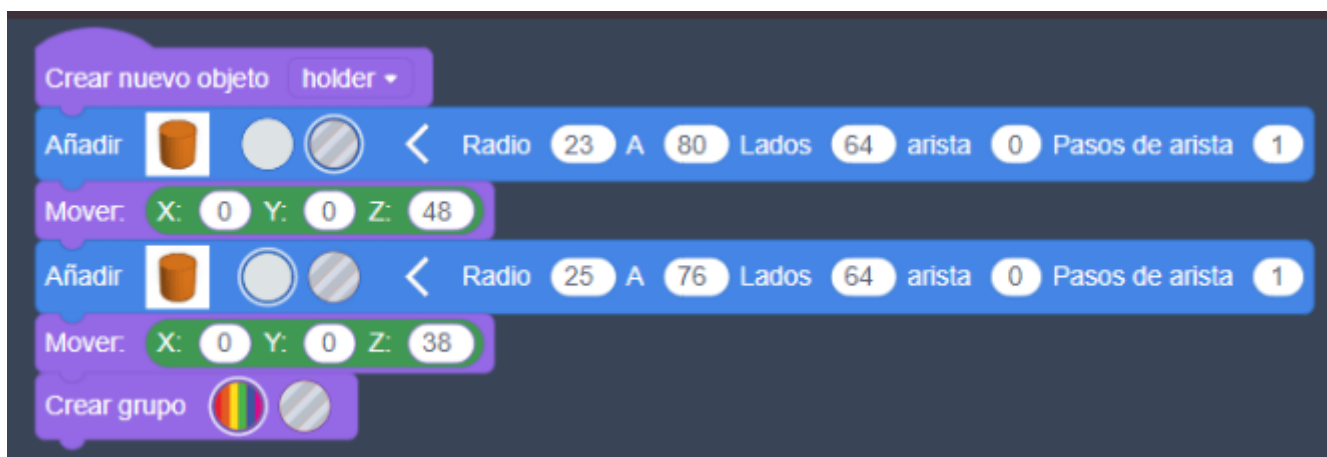 Crear nuevo objeto holder
Añadir Radio 23 A 80 Lados 64 arista 0 Pasos de arista 1
Mover: X: 0 Y: 0 Z: 48
Añadir Radio 25 A 76 Lados 64 arista 0 Pasos de arista 1
Mover: X: 0 Y: 0 Z: 38
Crear grupo